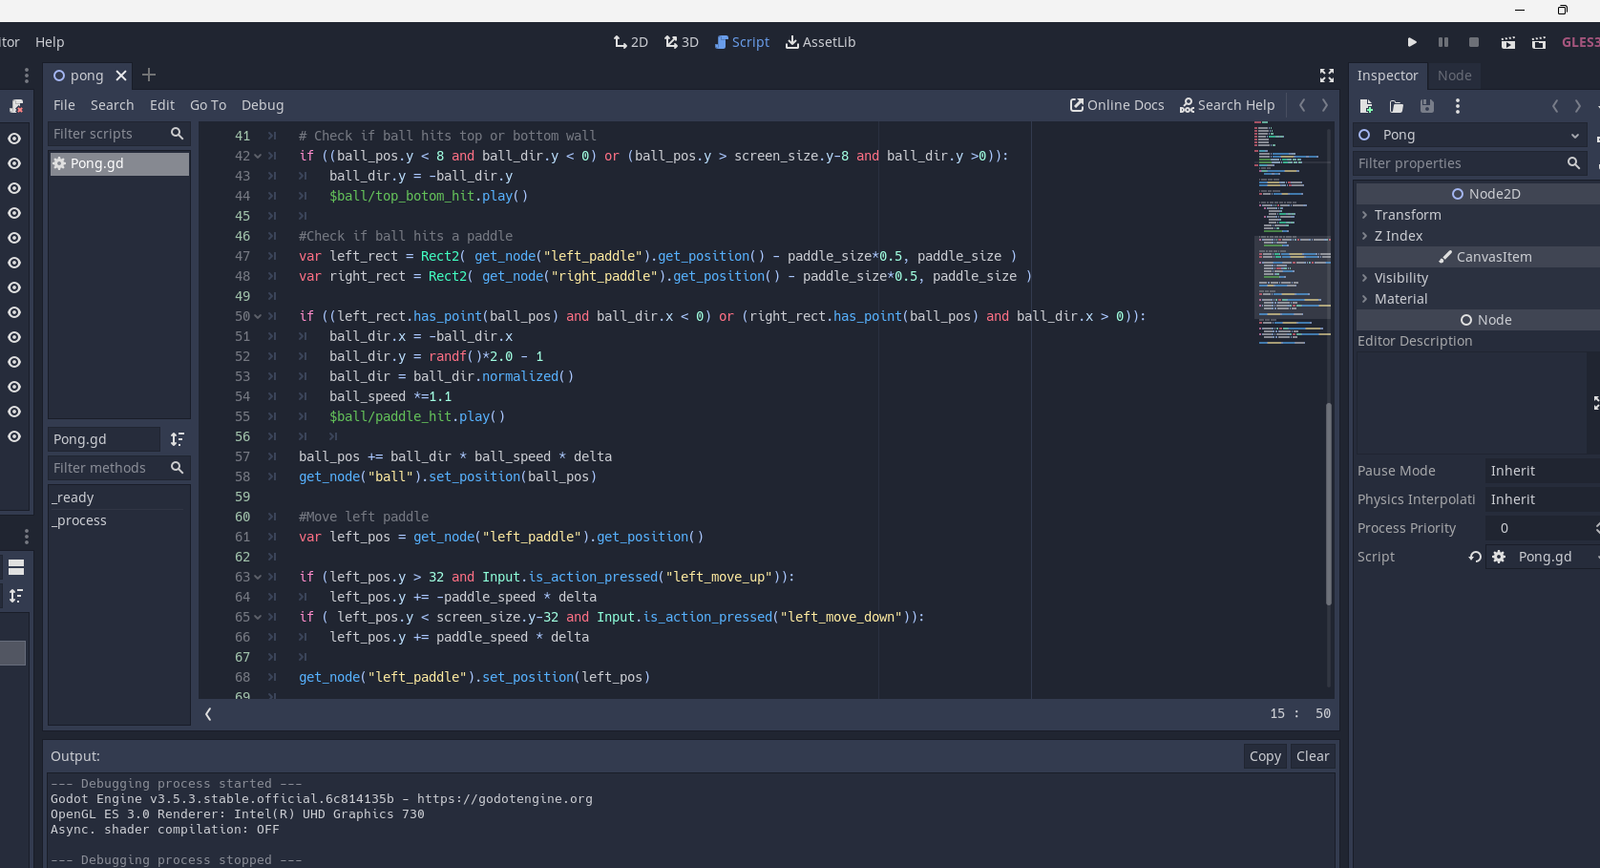 Help
2D 3D Script AssetLib
pong
Inspector Node
File Search Edit Go To Debug
Online Docs Search Help
Filter scripts
Pong.gd
Pong.gd
Filter methods
_ready
_process
41 # Check if ball hits top or bottom wall
42 if ((ball_pos.y < 8 and ball_dir.y < 0) or (ball_pos.y > screen_size.y-8 and ball_dir.y >0)):
43 ball_dir.y = -ball_dir.y
44 $ball/top_botom_hit.play()
45
46 #Check if ball hits a paddle
47 var left_rect = Rect2( get_node("left_paddle").get_position() - paddle_size*0.5, paddle_size )
48 var right_rect = Rect2( get_node("right_paddle").get_position() - paddle_size*0.5, paddle_size )
49
50 if ((left_rect.has_point(ball_pos) and ball_dir.x < 0) or (right_rect.has_point(ball_pos) and ball_dir.x > 0)):
51 ball_dir.x = -ball_dir.x
52 ball_dir.y = randf()*2.0 - 1
53 ball_dir = ball_dir.normalized()
54 ball_speed *=1.1
55 $ball/paddle_hit.play()
56
57 ball_pos += ball_dir * ball_speed * delta
58 get_node("ball").set_position(ball_pos)
59
60 #Move left paddle
61 var left_pos = get_node("left_paddle").get_position()
62
63 if (left_pos.y > 32 and Input.is_action_pressed("left_move_up")):
64 left_pos.y += -paddle_speed * delta
65 if ( left_pos.y < screen_size.y-32 and Input.is_action_pressed("left_move_down")):
66 left_pos.y += paddle_speed * delta
67
68 get_node("left_paddle").set_position(left_pos)
69
15 : 50
Output: Copy Clear
--- Debugging process started ---
Godot Engine v3.5.3.stable.official.6c814135b - https://godotengine.org
OpenGL ES 3.0 Renderer: Intel(R) UHD Graphics 730
Async. shader compilation: OFF
--- Debugging process stopped ---
Pong
Filter properties
Node2D
Transform
Z Index
CanvasItem
Visibility
Material
Node
Editor Description
Pause Mode Inherit
Physics Interpolati Inherit
Process Priority 0
Script Pong.gd